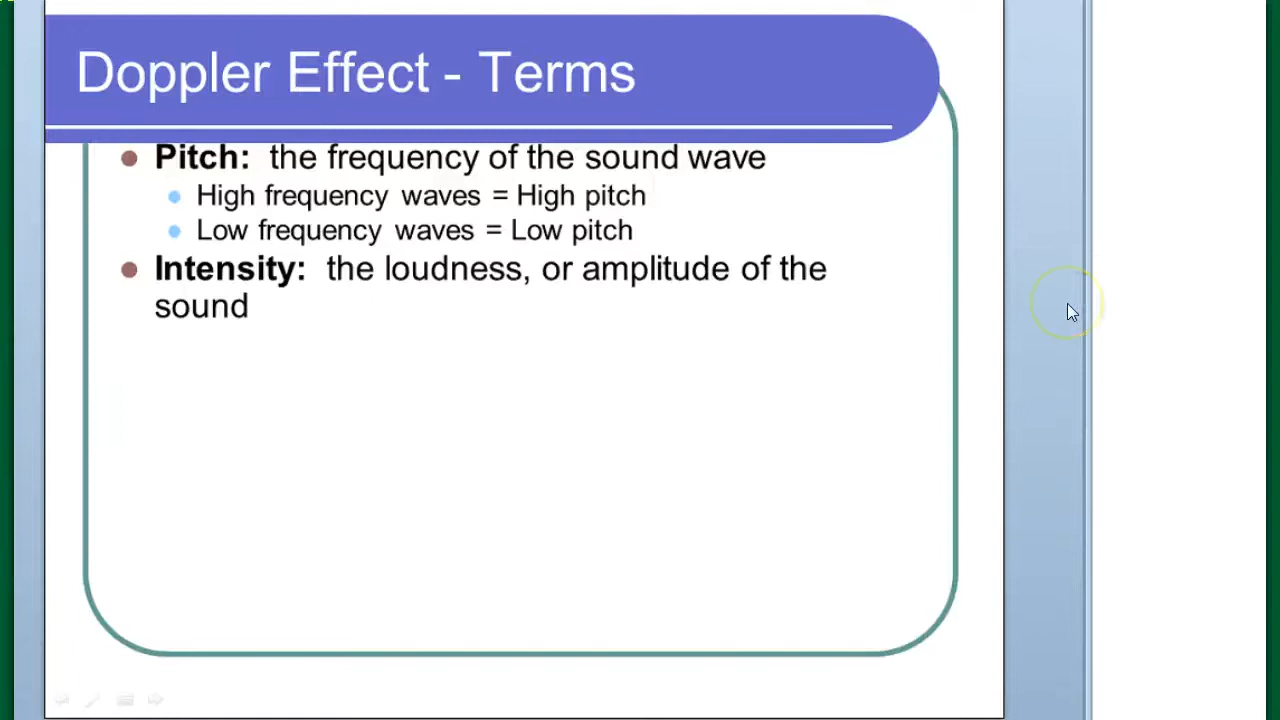 Doppler Effect - Terms
Pitch: the frequency of the sound wave
High frequency waves = High pitch
Low frequency waves = Low pitch
Intensity: the loudness, or amplitude of the
sound